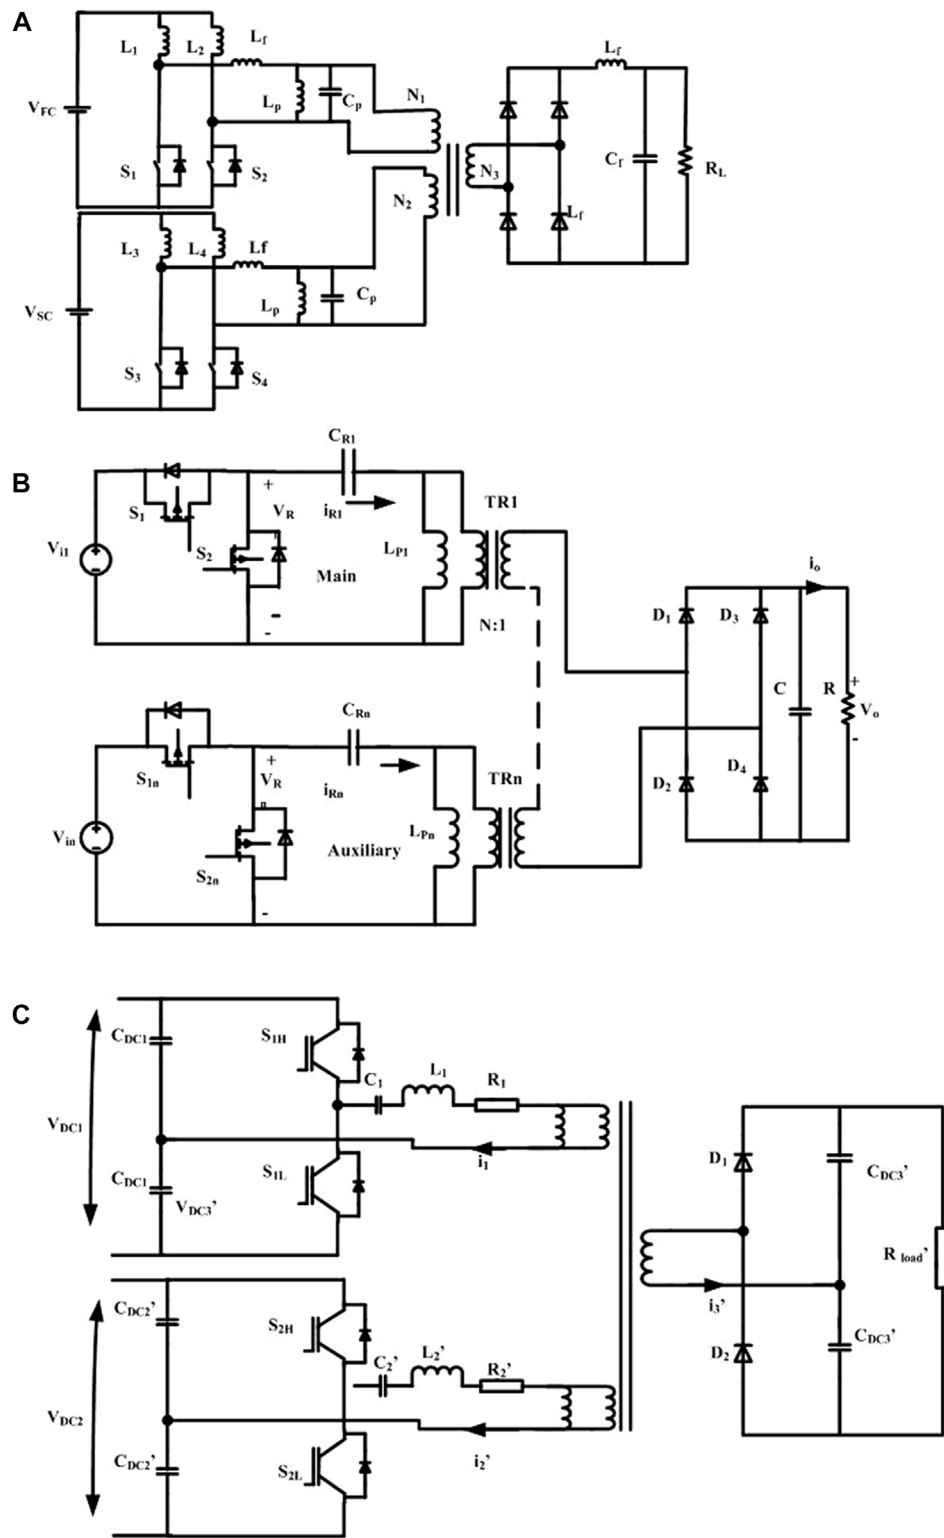 A
L1 L2 Lf
VFC Lp Cp N1
S1 S2
N3
N2
Lf
Cf RL
Lf
L3 L4 Lf
VSC Lp Cp
S3 S4
B
CR1
S1 + VR iR1
TR1
Vi1 + - S2 LP1
Main
-
-
N:1
io
D1 D3
C R + Vo -
D2 D4
CRn
S1n + VR n iRn
TRn
Vin + - LPn
S2n Auxiliary
-
C
CDC1 S1H
C1 L1 R1
VDC1
i1
CDC1 S1L
VDC3'
D1 CDC3'
R load'
i3'
D2 CDC3'
CDC2' S2H
C2' L2' R2'
VDC2
i2'
CDC2' S2L